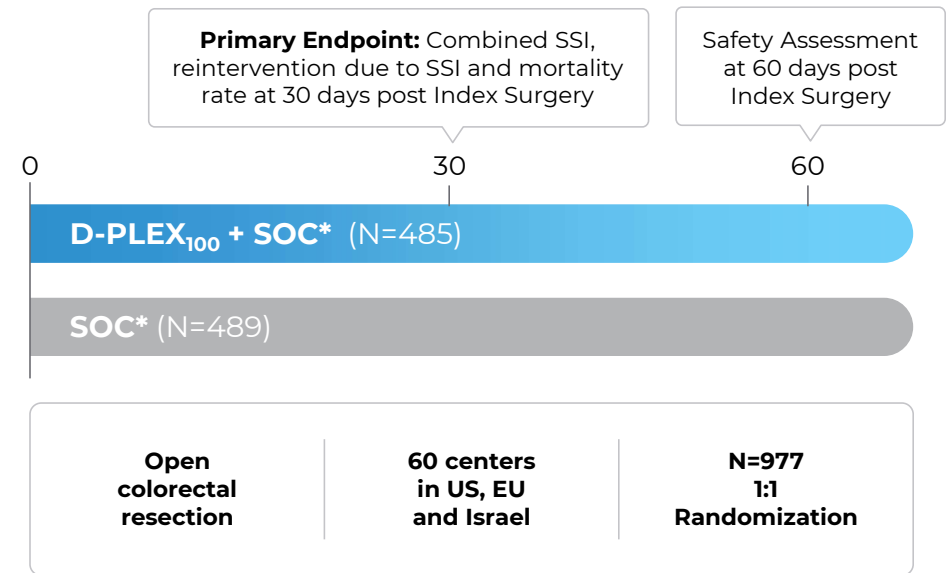 Primary Endpoint: Combined SSI,
reintervention due to SSI and mortality
rate at 30 days post Index Surgery
Safety Assessment
at 60 days post
Index Surgery
0
30
60
D-PLEX100 + SOC* (N=485)
SOC* (N=489)
Open
colorectal
resection
60 centers
in US, EU
and Israel
N=977
1:1
Randomization